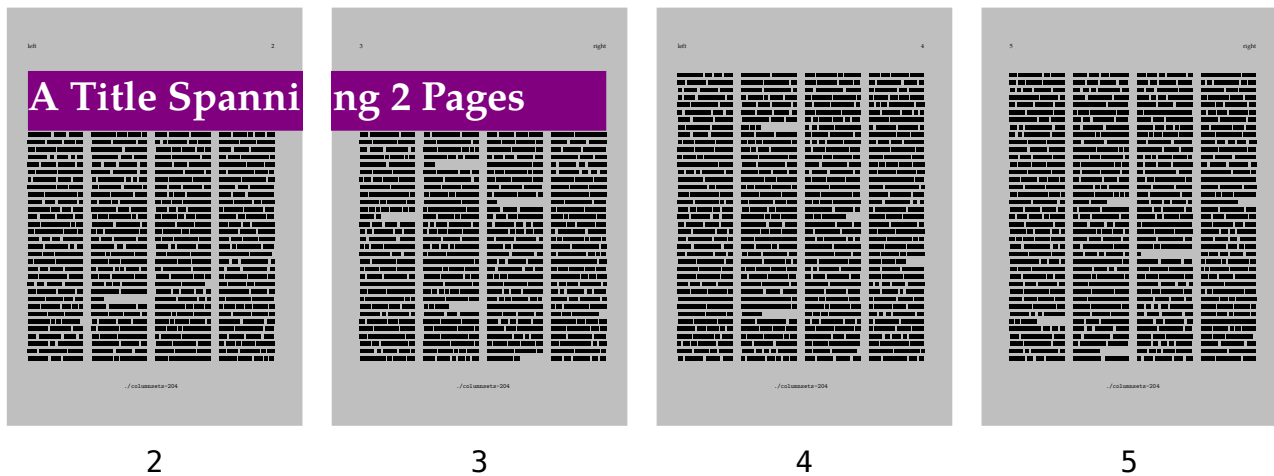 left 2
A Title Spanni
./columnsets-204
2
3 right
ng 2 Pages
./columnsets-204
3
left 4
./columnsets-204
4
5 right
./columnsets-204
5